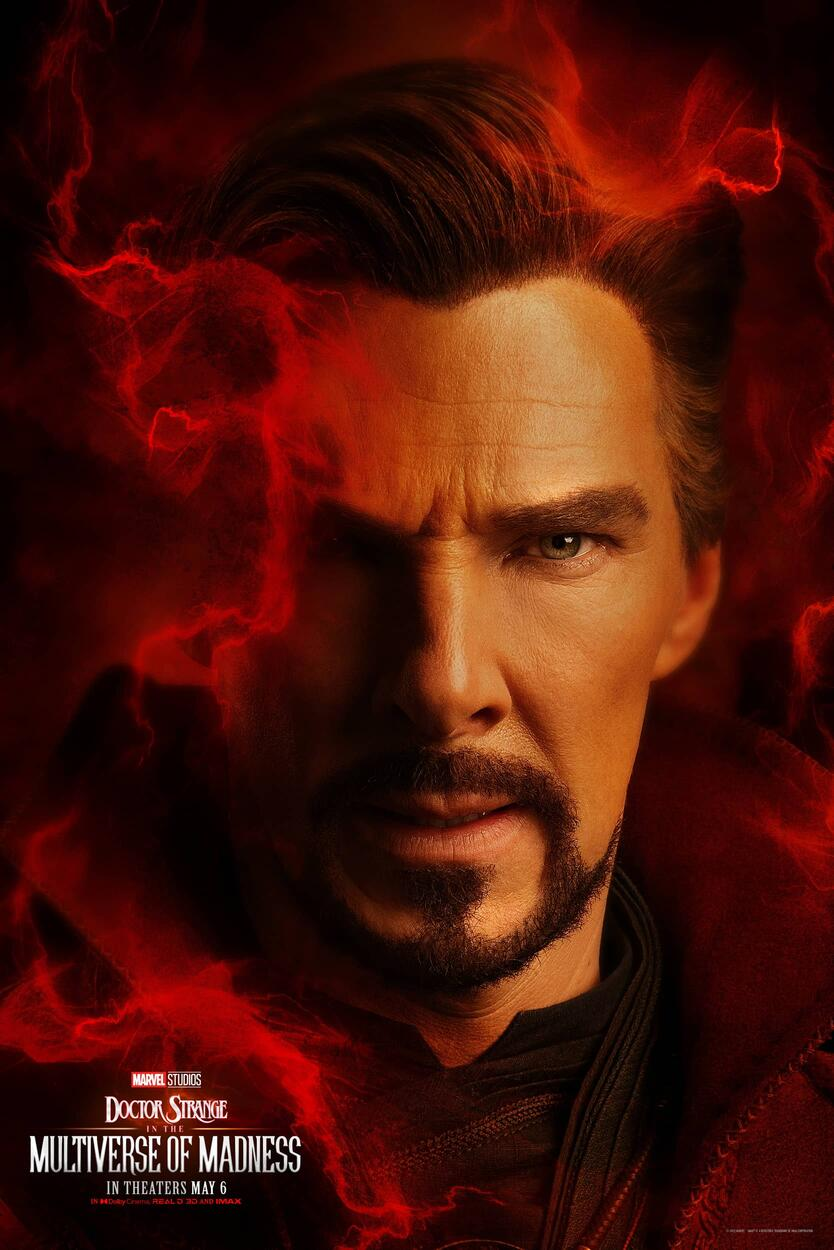 MARVEL STUDIOS
DOCTOR STRANGE
IN THE
MULTIVERSE OF MADNESS
IN THEATERS MAY 6
IN Dolby Cinema, REAL D 3D AND IMAX